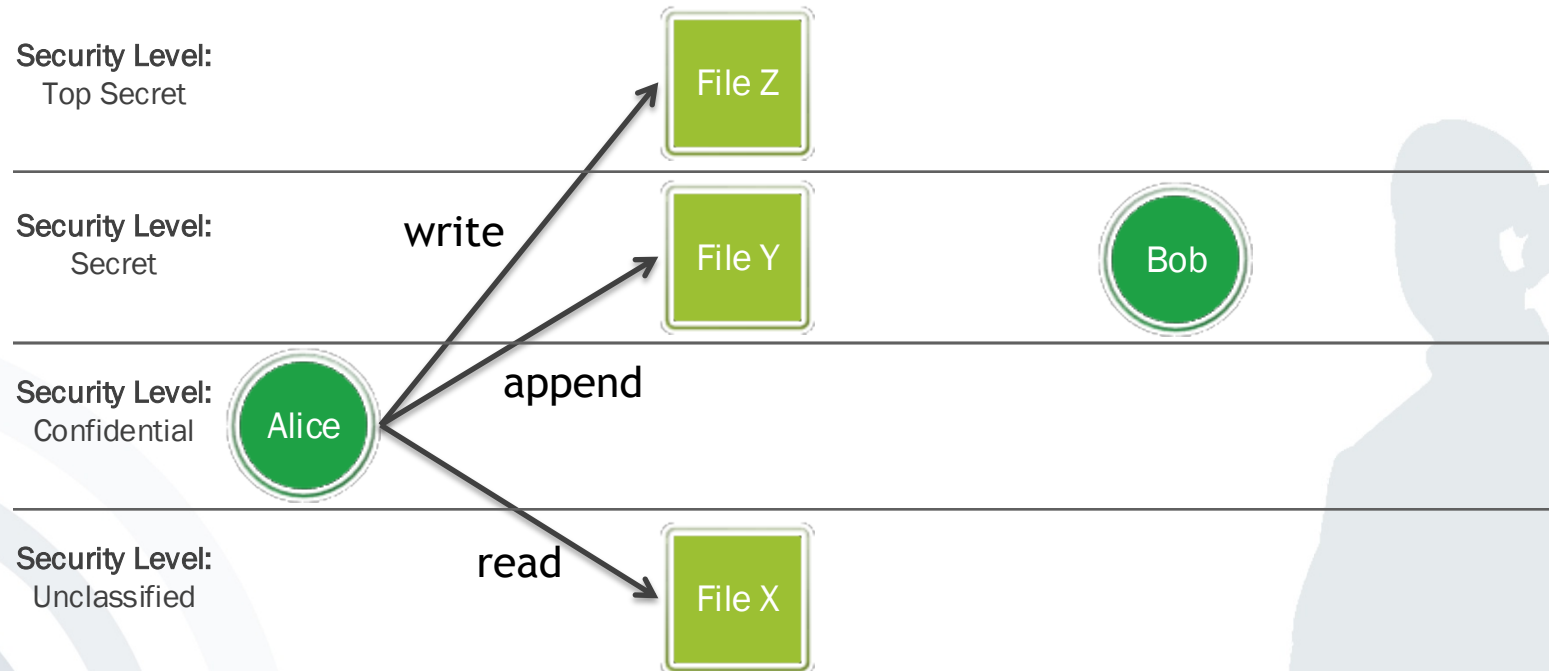 Security Level:
Top Secret
File Z
Security Level:
Secret
write
File Y
Bob
Security Level:
Confidential
Alice
append
Security Level:
Unclassified
read
File X